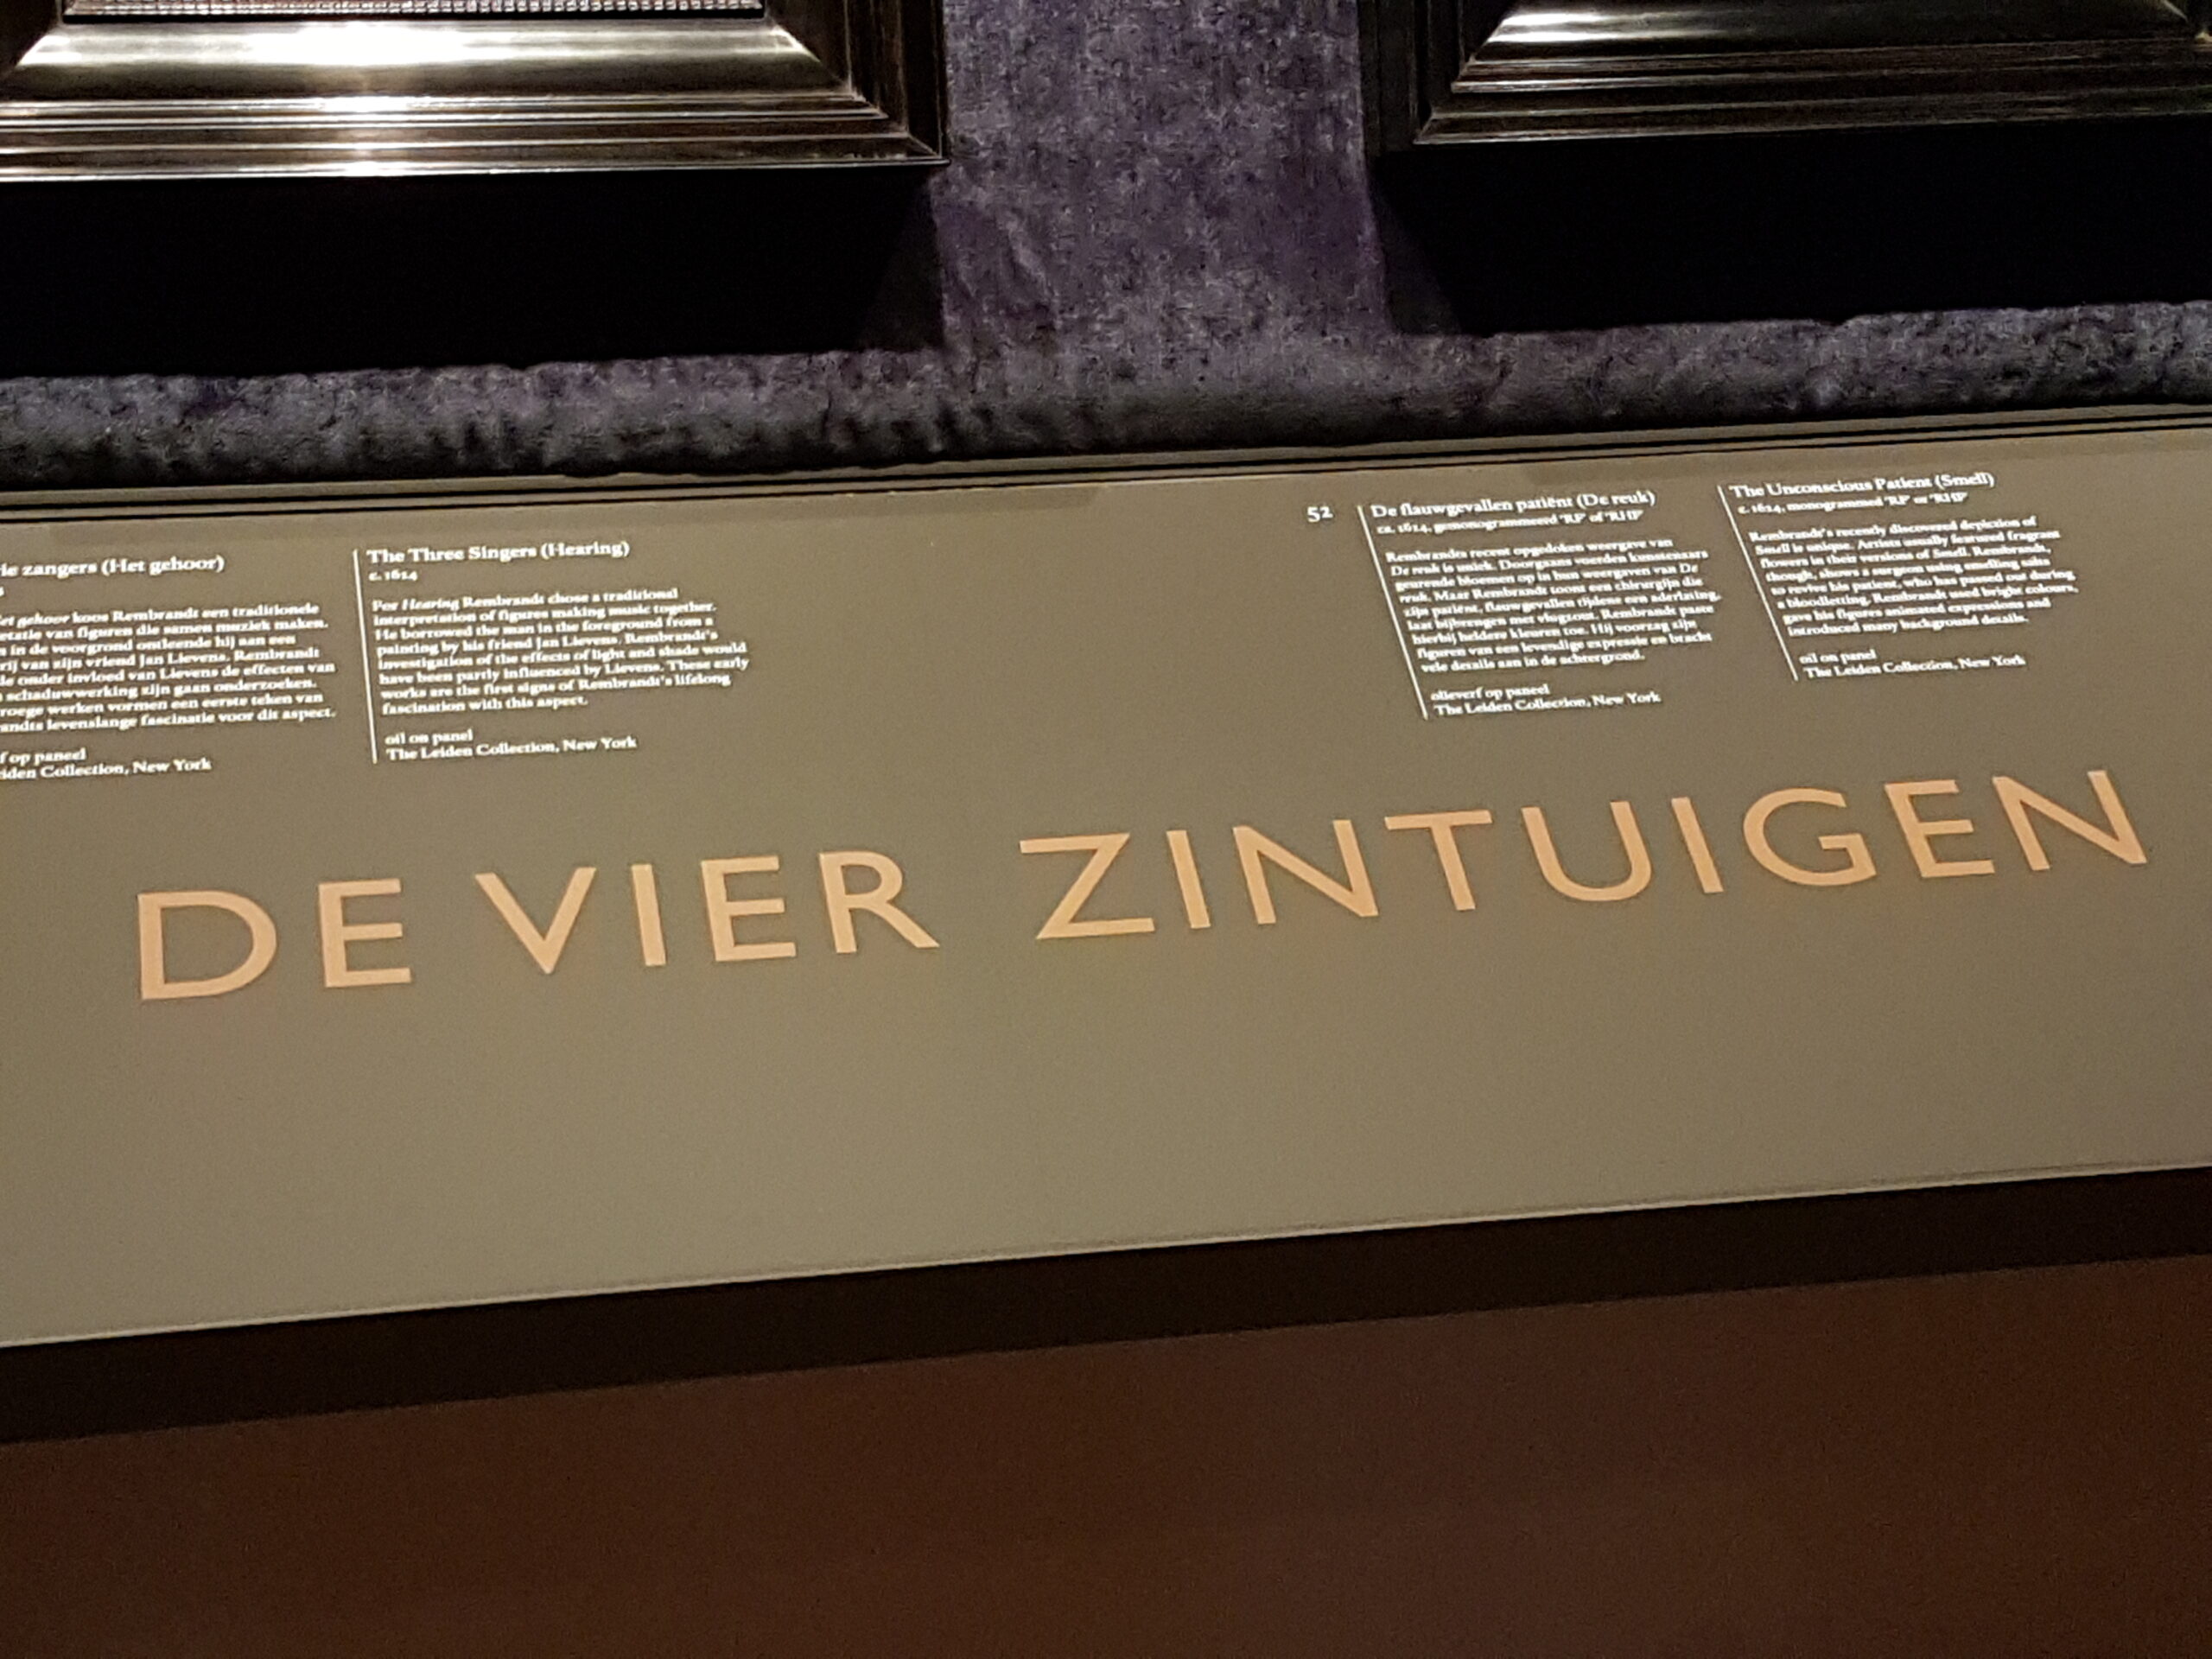 ie zangers (Het gehoor)
et gehoor koos Rembrandt een traditionele
etatie van figuren die samen muziek maken.
n in de voorgrond ontleende hij aan een
rij van zijn vriend Jan Lievens. Rembrandt
le onder invloed van Lievens de effecten van
schaduwwerking zijn gaan onderzoeken.
roege werken vormen een eerste teken van
andts levenslange fascinatie voor dit aspect.
f op paneel
iden Collection, New York
The Three Singers (Hearing)
c. 1624
For Hearing Rembrandt chose a traditional
interpretation of figures making music together.
He borrowed the man in the foreground from a
painting by his friend Jan Lievens. Rembrandt's
investigation of the effects of light and shade would
have been partly influenced by Lievens. These early
works are the first signs of Rembrandt's lifelong
fascination with this aspect.
oil on panel
The Leiden Collection, New York
52
De flauwgevallen patiënt (De reuk)
ca. 1624, gemonogrammeerd 'RF' of 'RHF'
Rembrandts recent opgedoken weergave van
De reuk is uniek. Doorgaans voerden kunstenaars
geurende bloemen op in hun weergaven van De
reuk. Maar Rembrandt toont een chirurgijn die
zijn patiënt, flauwgevallen tijdens een aderlating,
laat bijbrengen met vlugzout. Rembrandt paste
hierbij heldere kleuren toe. Hij voorzag zijn
figuren van een levendige expressie en bracht
vele details aan in de achtergrond.
olieverf op paneel
The Leiden Collection, New York
The Unconscious Patient (Smell)
c. 1624, monogrammed 'RF' or 'RHF'
Rembrandt's recently discovered depiction of
Smell is unique. Artists usually featured fragrant
flowers in their versions of Smell. Rembrandt,
though, shows a surgeon using smelling salts
to revive his patient, who has passed out during
a bloodletting. Rembrandt used bright colours,
gave his figures animated expressions and
introduced many background details.
oil on panel
The Leiden Collection, New York
DE VIER ZINTUIGEN